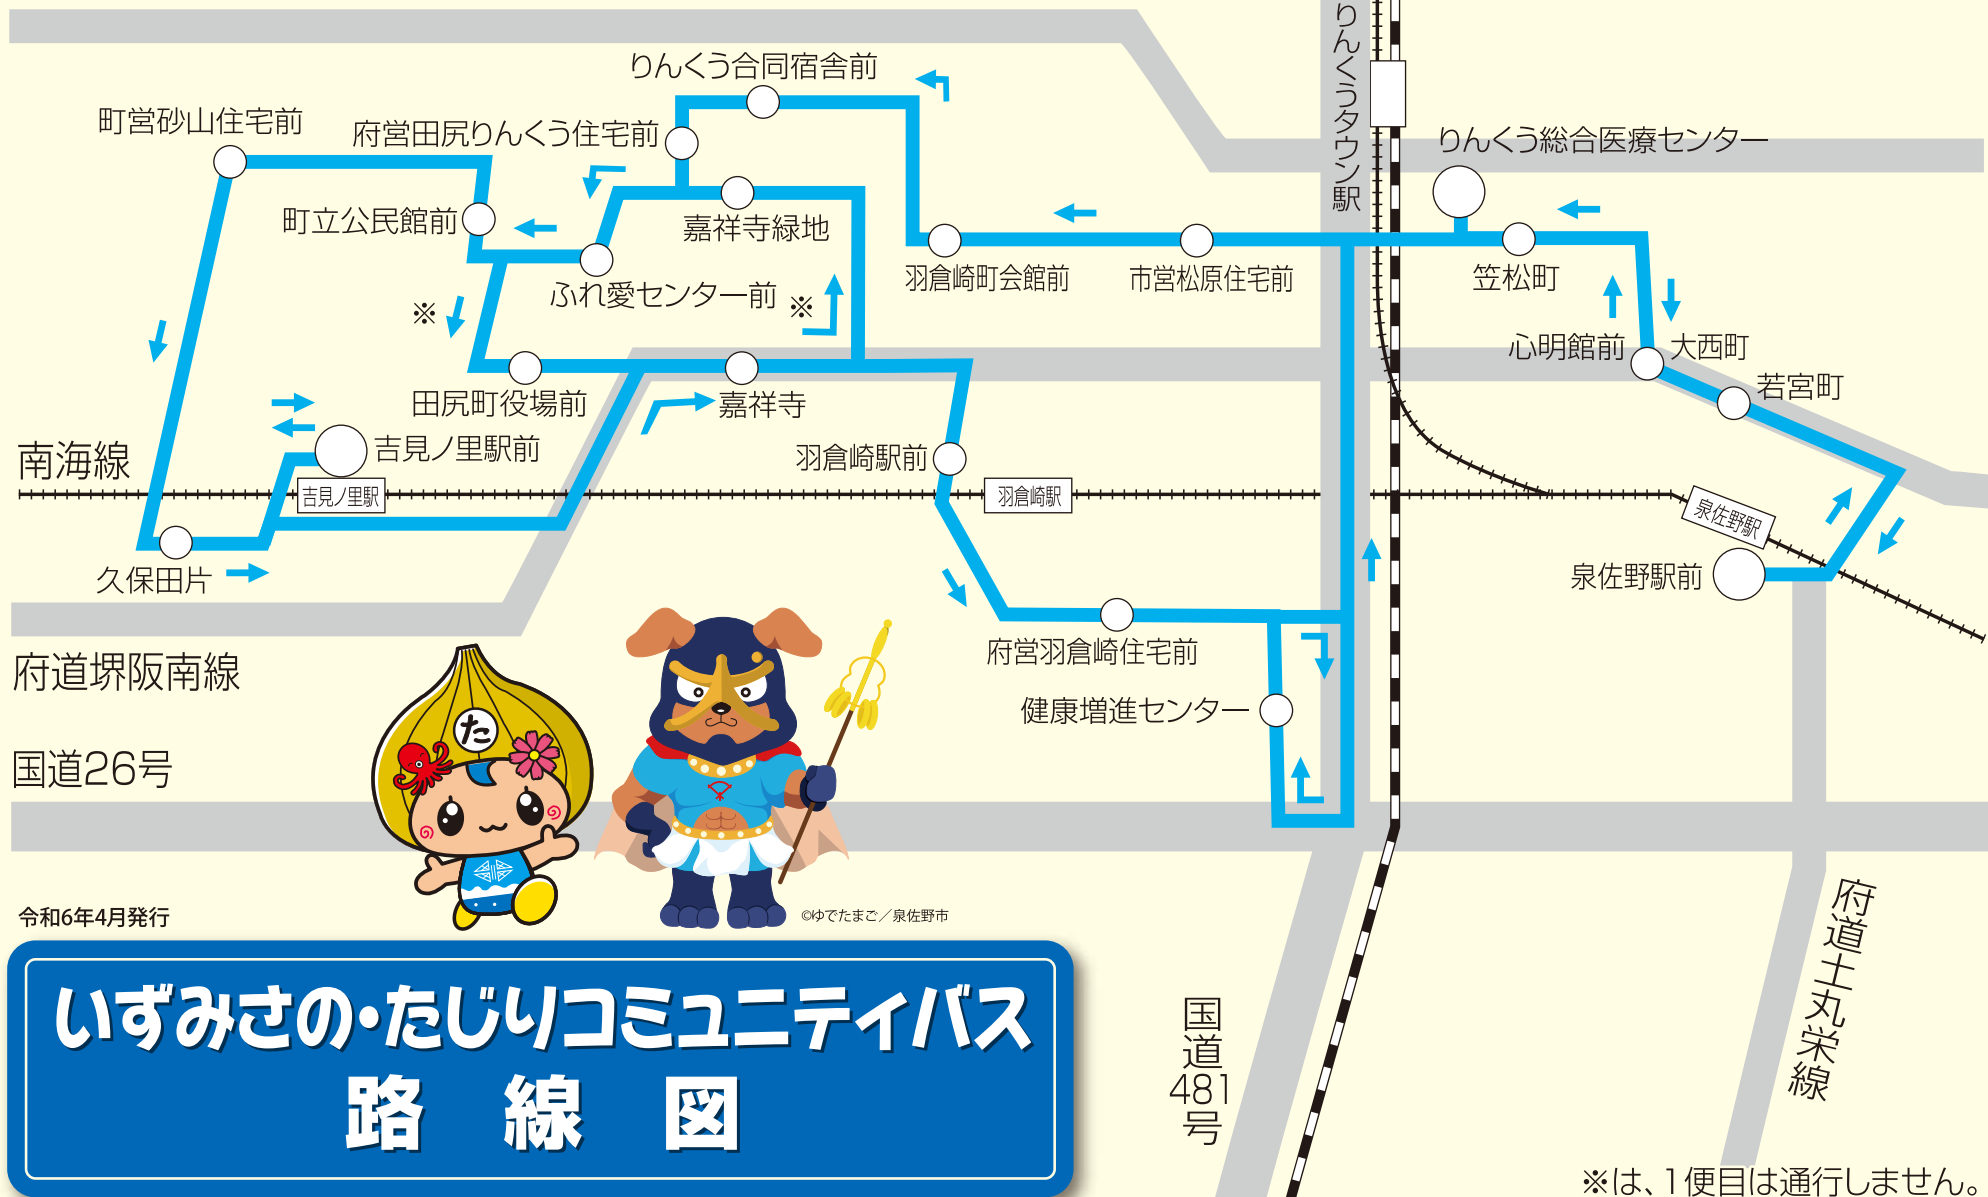 りんくうタウン駅
りんくう合同宿舎前
町営砂山住宅前
府営田尻りんくう住宅前
りんくう総合医療センター
町立公民館前
嘉祥寺緑地
羽倉崎町会館前
市営松原住宅前
笠松町
ふれ愛センター前
※
※
心明館前
大西町
若宮町
田尻町役場前
嘉祥寺
南海線
吉見ノ里駅前
羽倉崎駅前
吉見ノ里駅
羽倉崎駅
泉佐野駅
久保田片
泉佐野駅前
府道堺阪南線
府営羽倉崎住宅前
健康増進センター
国道26号
た
令和6年4月発行
©ゆでたまご／泉佐野市
いずみさの・たじりコミュニティバス
路線図
国道481号
府道土丸栄線
※は、1便目は通行しません。